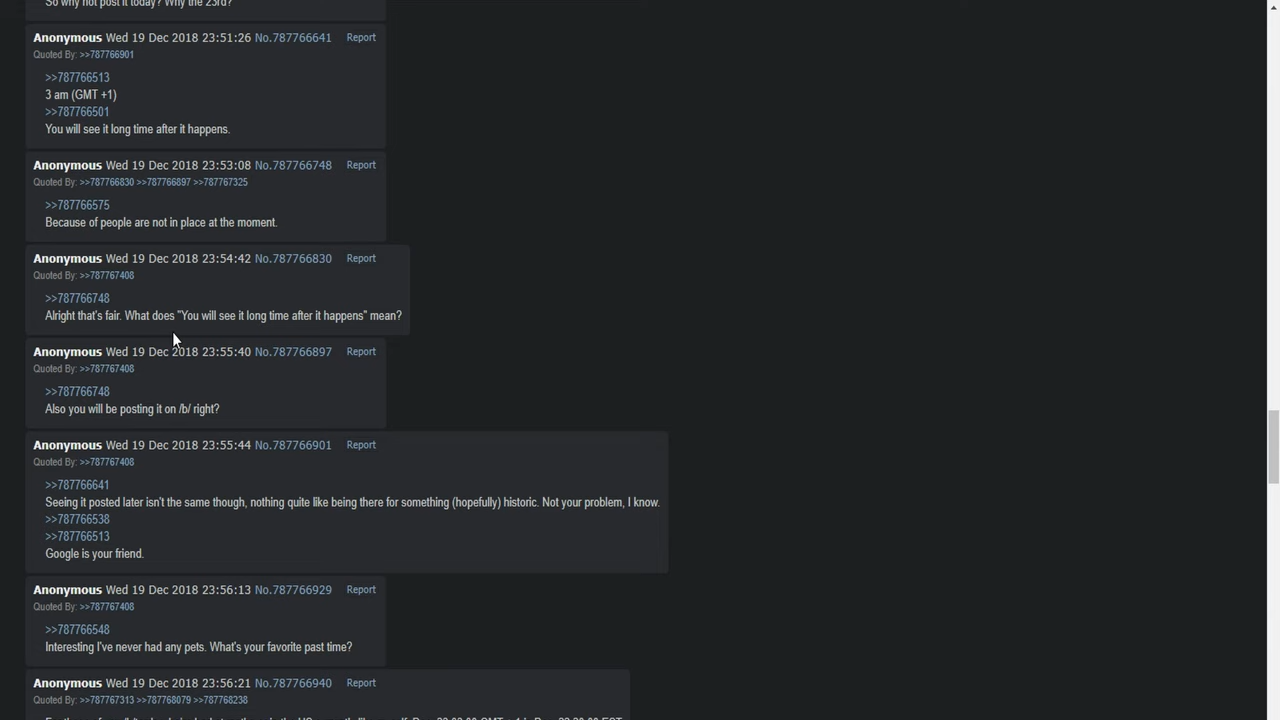 So why not post it today? Why the 23rd?
Anonymous Wed 19 Dec 2018 23:51:26 No.787766641 Report
Quoted By: >>787766901
>>787766513
3 am (GMT +1)
>>787766501
You will see it long time after it happens.
Anonymous Wed 19 Dec 2018 23:53:08 No.787766748 Report
Quoted By: >>787766830 >>787766897 >>787767325
>>787766575
Because of people are not in place at the moment.
Anonymous Wed 19 Dec 2018 23:54:42 No.787766830 Report
Quoted By: >>787767408
>>787766748
Alright that's fair. What does "You will see it long time after it happens" mean?
Anonymous Wed 19 Dec 2018 23:55:40 No.787766897 Report
Quoted By: >>787767408
>>787766748
Also you will be posting it on /b/ right?
Anonymous Wed 19 Dec 2018 23:55:44 No.787766901 Report
Quoted By: >>787767408
>>787766641
Seeing it posted later isn't the same though, nothing quite like being there for something (hopefully) historic. Not your problem, I know.
>>787766538
>>787766513
Google is your friend.
Anonymous Wed 19 Dec 2018 23:56:13 No.787766929 Report
Quoted By: >>787767408
>>787766548
Interesting I've never had any pets. What's your favorite past time?
Anonymous Wed 19 Dec 2018 23:56:21 No.787766940 Report
Quoted By: >>787767313 >>787768079 >>787768238